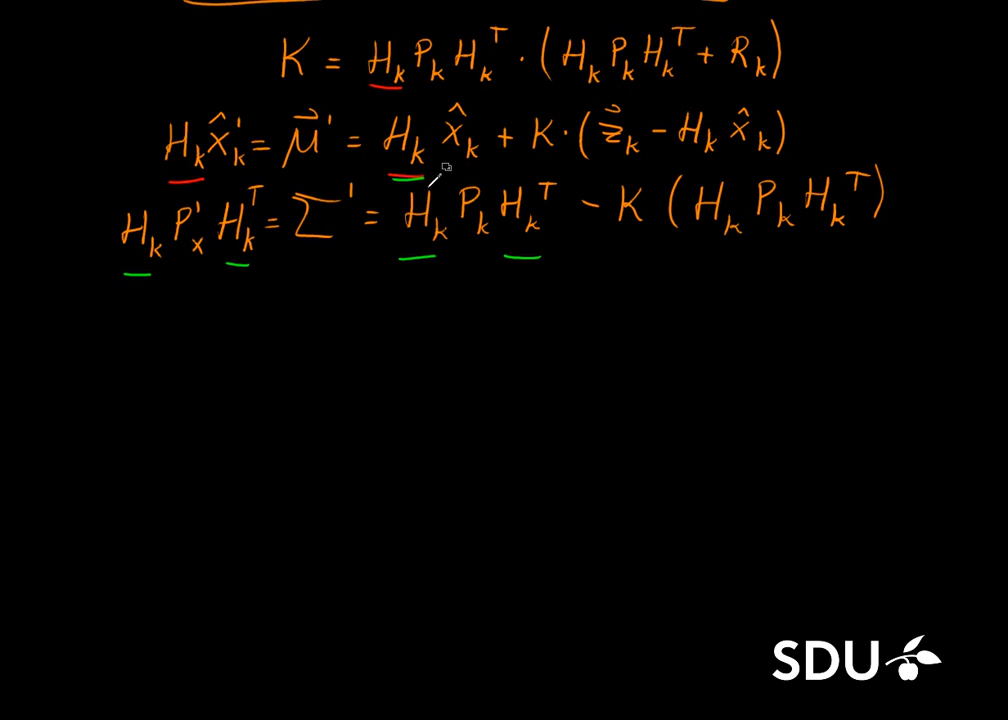 K = H_k P_k H_k^T · (H_k P_k H_k^T + R_k)
H_k x̂'_k = μ⃗' = H_k x̂_k + K · (z⃗_k − H_k x̂_k)
H_k P'_x H_k^T = Σ' = H_k P_k H_k^T − K (H_k P_k H_k^T)
SDU